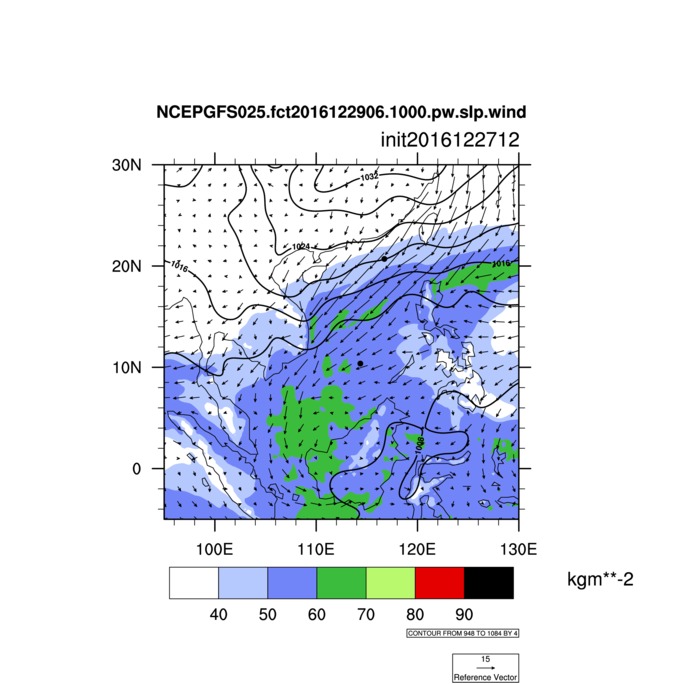 NCEPGFS025.fct2016122906.1000.pw.slp.wind
init2016122712
30N
1032
1024
20N
1016
1016
10N
1008
0
100E 110E 120E 130E
kgm**-2
40 50 60 70 80 90
CONTOUR FROM 948 TO 1084 BY 4
15
Reference Vector